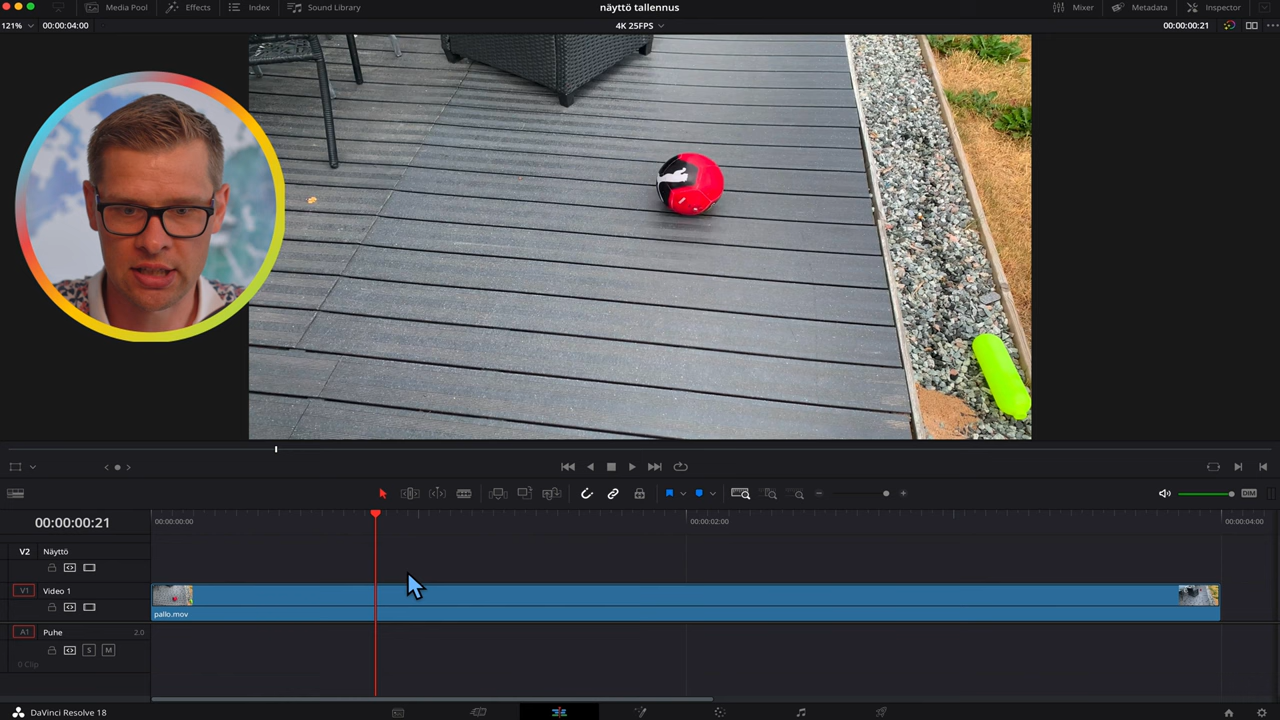 Media Pool Effects Index Sound Library näyttö tallennus Mixer Metadata Inspector
121% 00:00:04:00 4K 25FPS 00:00:00:21
DIM
00:00:00:21 00:00:00:00 00:00:02:00 00:00:04:00
V2 Näyttö
V1 Video 1
pallo.mov
A1 Puhe 2.0
S M
0 Clip
DaVinci Resolve 18